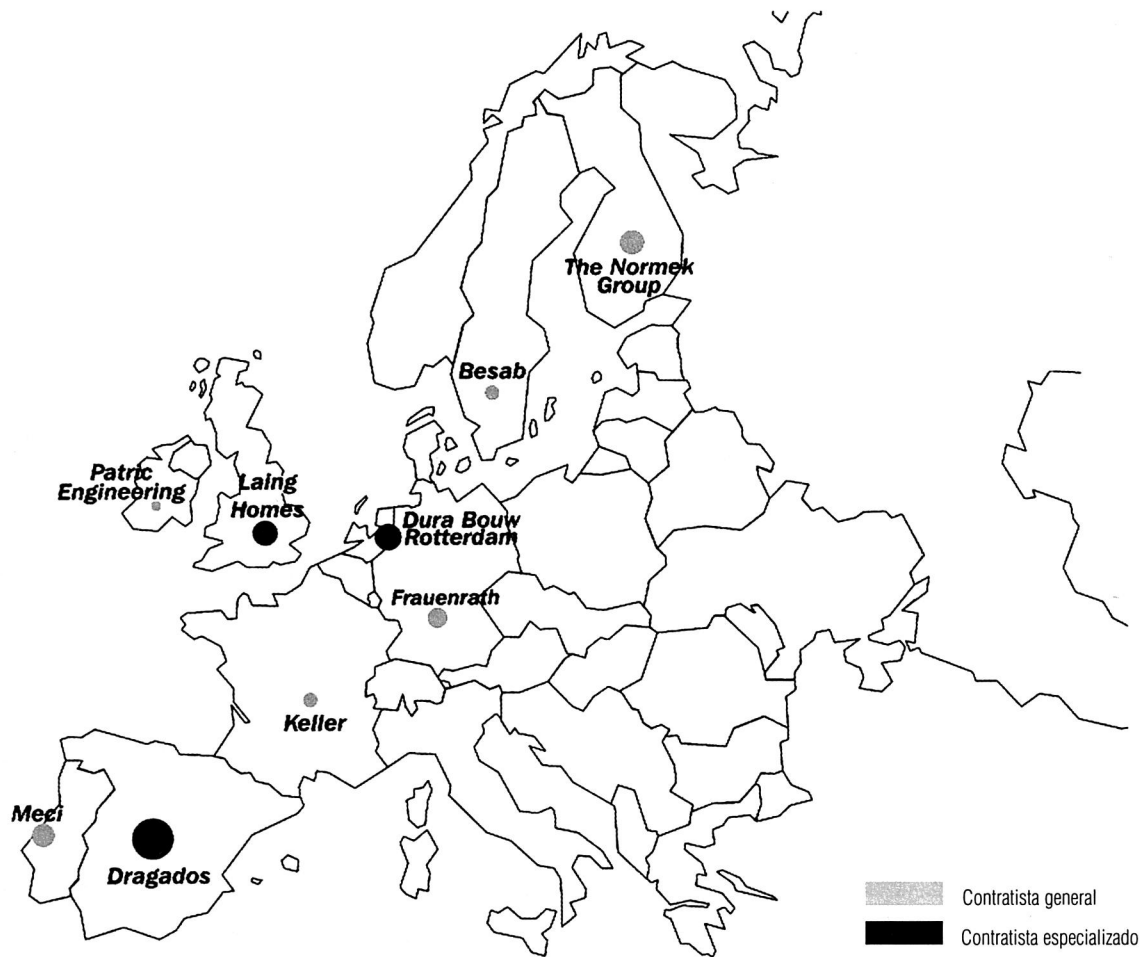 The Normek
Group
Besab
Patric
Engineering
Laing
Homes
Dura Bouw
Rotterdam
Frauenrath
Keller
Meci
Dragados
Contratista general
Contratista especializado